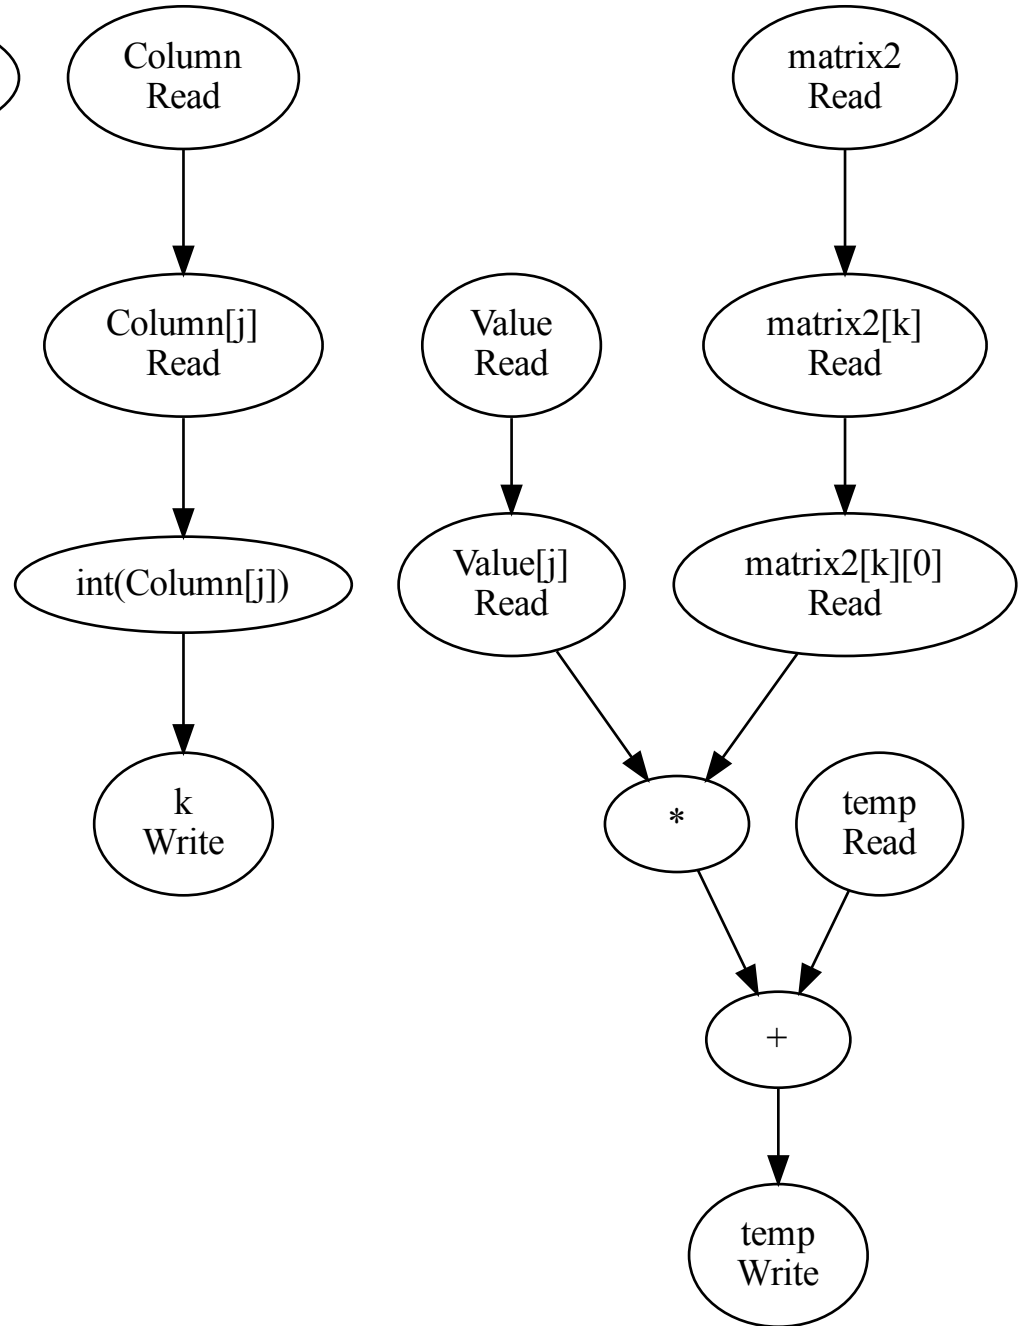 Column
Read
matrix2
Read
Column[j]
Read
Value
Read
matrix2[k]
Read
int(Column[j])
Value[j]
Read
matrix2[k][0]
Read
k
Write
*
temp
Read
+
temp
Write